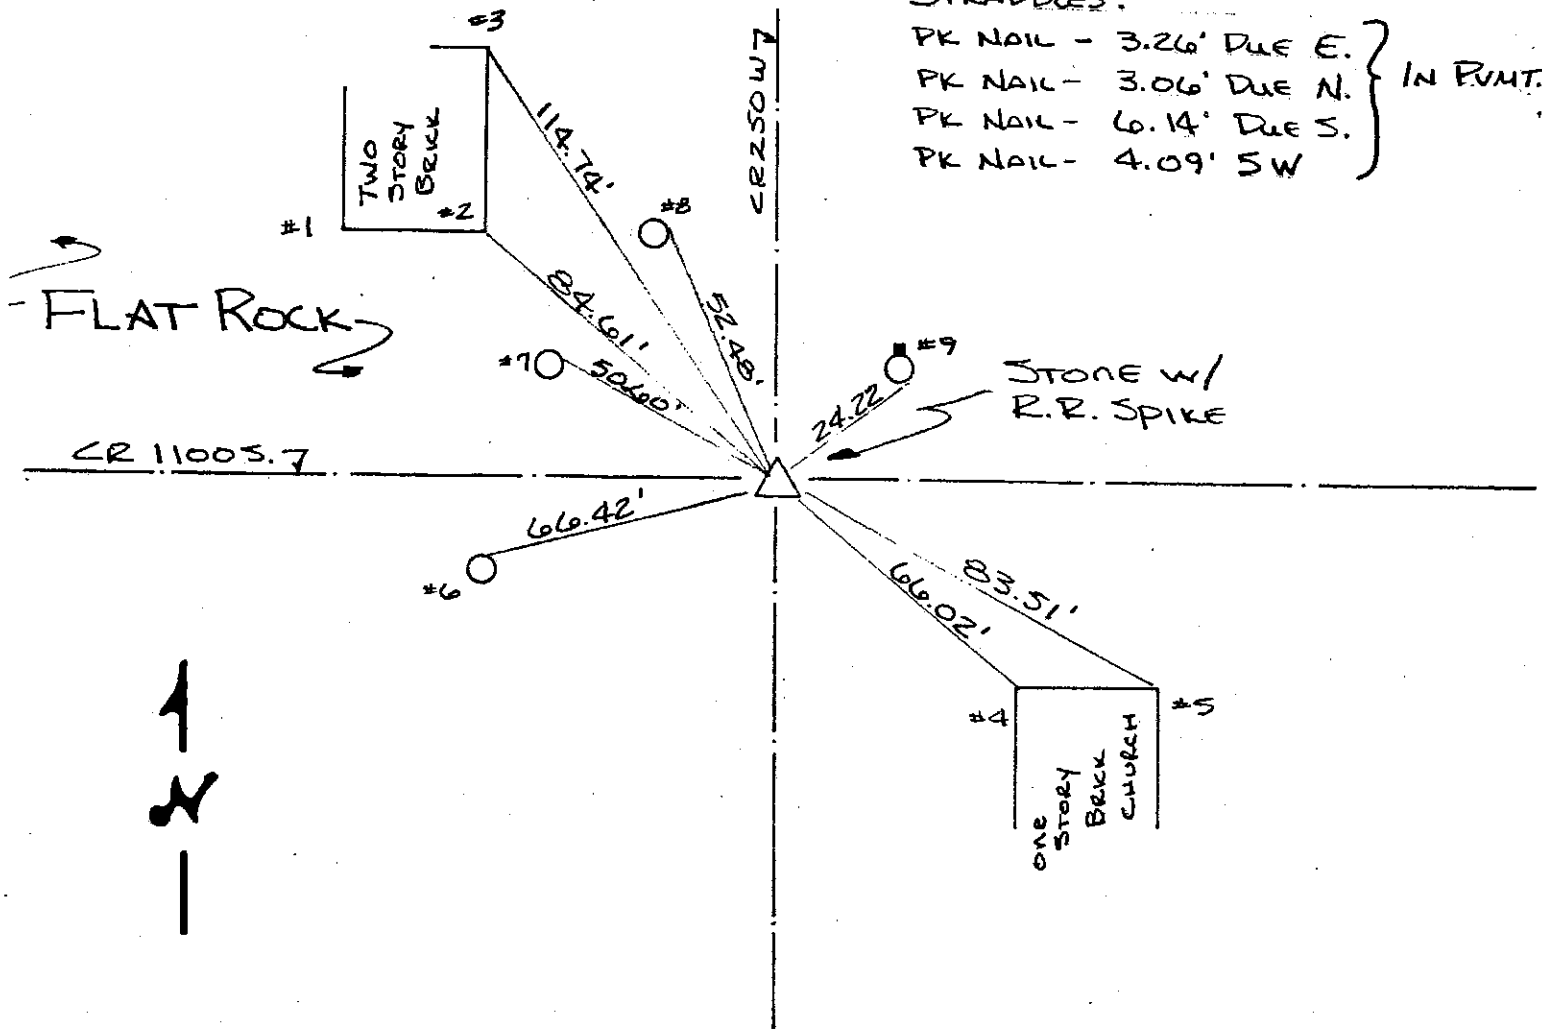 STRADDLES:
PK NAIL - 3.26' DUE E.
PK NAIL - 3.06' DUE N.
PK NAIL - 6.14' DUE S.
PK NAIL - 4.09' SW
IN PVMT.
#3
CR250W
TWO
STORY
BRICK
#2
#1
114.74'
#8
84.61'
52.48'
FLAT ROCK
#7
50.60'
#9
24.22
STONE W/
R.R. SPIKE
CR 1100S.
66.42'
#6
66.02'
83.51'
#4
#5
ONE
STORY
BRICK
CHURCH
N